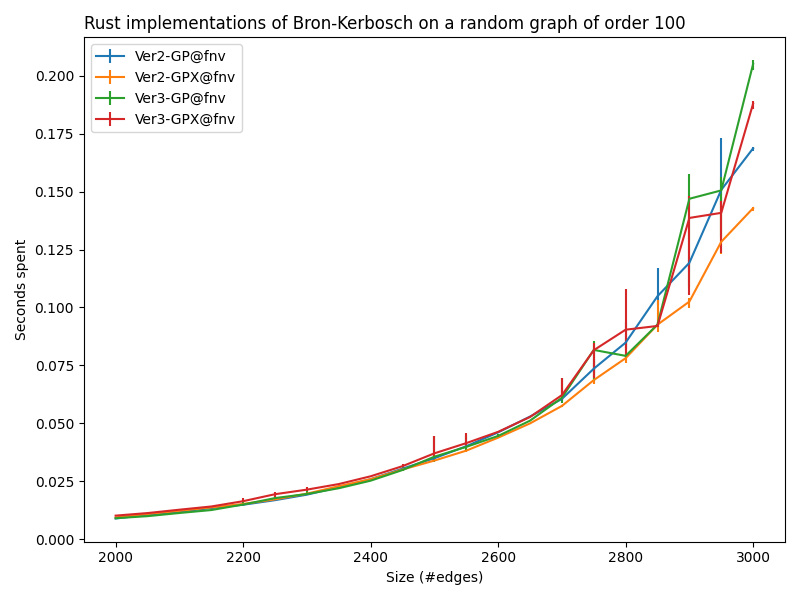 Rust implementations of Bron-Kerbosch on a random graph of order 100
Ver2-GP@fnv
Ver2-GPX@fnv
Ver3-GP@fnv
Ver3-GPX@fnv
0.200
0.175
0.150
0.125
0.100
0.075
0.050
0.025
0.000
Seconds spent
2000 2200 2400 2600 2800 3000
Size (#edges)